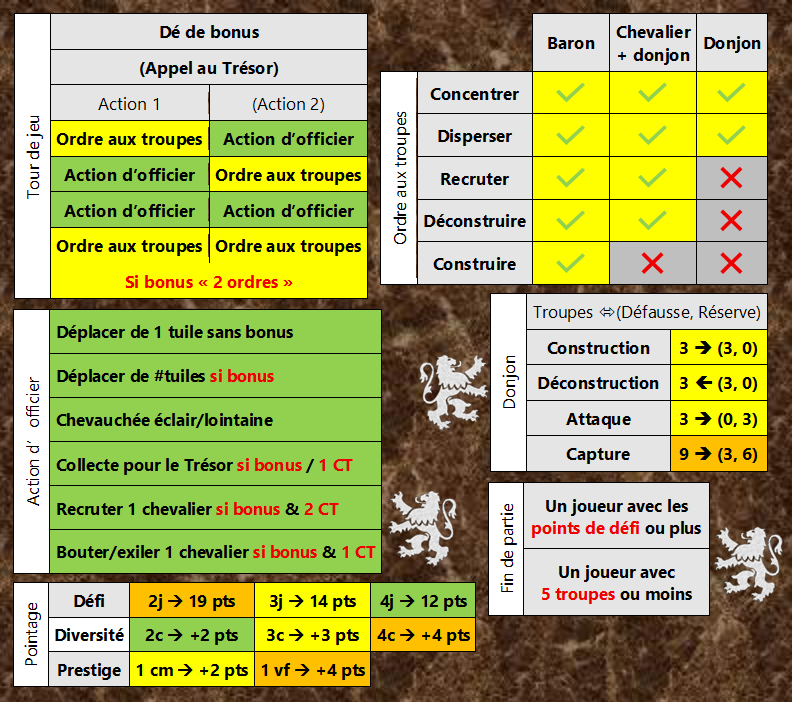 Tour de jeu
Dé de bonus
(Appel au Trésor)
Action 1 (Action 2)
Ordre aux troupes Action d’officier
Action d’officier Ordre aux troupes
Action d’officier Action d’officier
Ordre aux troupes Ordre aux troupes
Si bonus « 2 ordres »
Ordre aux troupes
Baron Chevalier + donjon Donjon
Concentrer
Disperser
Recruter
Déconstruire
Construire
Action d’ officier
Déplacer de 1 tuile sans bonus
Déplacer de #tuiles si bonus
Chevauchée éclair/lointaine
Collecte pour le Trésor si bonus / 1 CT
Recruter 1 chevalier si bonus & 2 CT
Bouter/exiler 1 chevalier si bonus & 1 CT
Donjon
Troupes ⬄(Défausse, Réserve)
Construction 3 → (3, 0)
Déconstruction 3 ← (3, 0)
Attaque 3 → (0, 3)
Capture 9 → (3, 6)
Fin de partie
Un joueur avec les
points de défi ou plus
Un joueur avec
5 troupes ou moins
Pointage
Défi 2j → 19 pts 3j → 14 pts 4j → 12 pts
Diversité 2c → +2 pts 3c → +3 pts 4c → +4 pts
Prestige 1 cm → +2 pts 1 vf → +4 pts